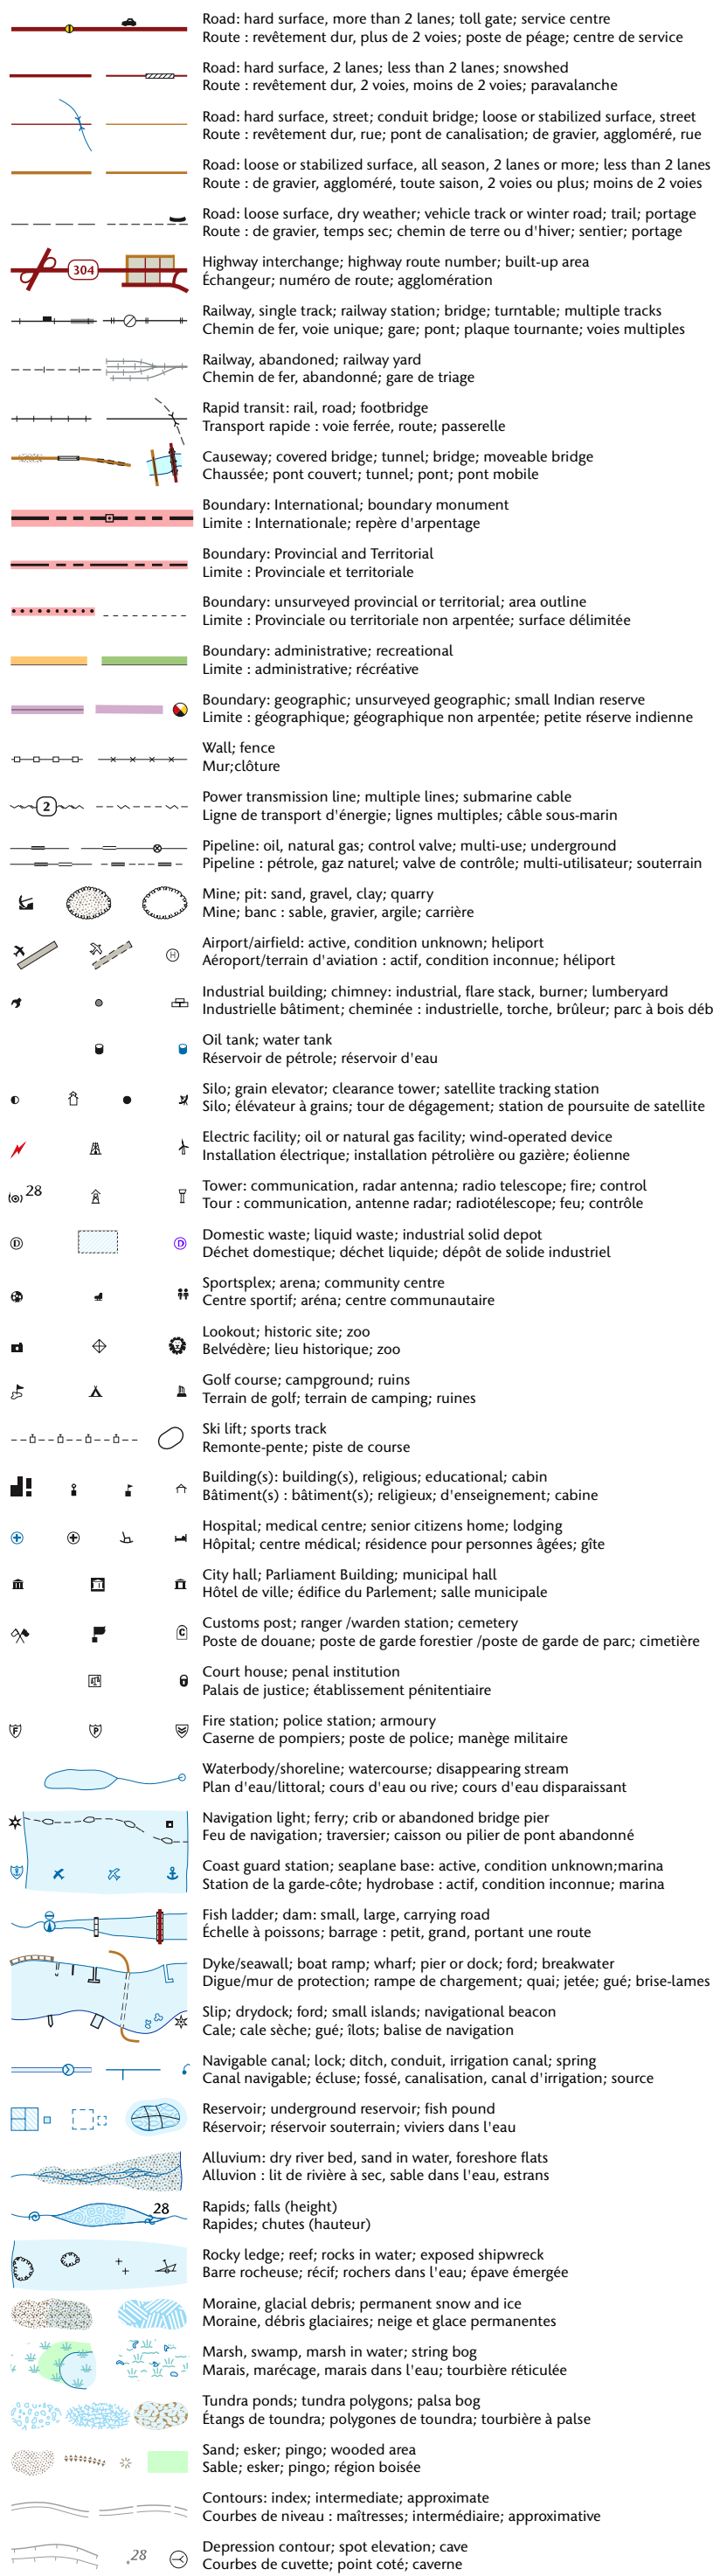 Road: hard surface, more than 2 lanes; toll gate; service centre
Route : revêtement dur, plus de 2 voies; poste de péage; centre de service
Road: hard surface, 2 lanes; less than 2 lanes; snowshed
Route : revêtement dur, 2 voies, moins de 2 voies; paravalanche
Road: hard surface, street; conduit bridge; loose or stabilized surface, street
Route : revêtement dur, rue; pont de canalisation; de gravier, aggloméré, rue
Road: loose or stabilized surface, all season, 2 lanes or more; less than 2 lanes
Route : de gravier, aggloméré, toute saison, 2 voies ou plus; moins de 2 voies
Road: loose surface, dry weather; vehicle track or winter road; trail; portage
Route : de gravier, temps sec; chemin de terre ou d'hiver; sentier; portage
304
Highway interchange; highway route number; built-up area
Échangeur; numéro de route; agglomération
Railway, single track; railway station; bridge; turntable; multiple tracks
Chemin de fer, voie unique; gare; pont; plaque tournante; voies multiples
Railway, abandoned; railway yard
Chemin de fer, abandonné; gare de triage
Rapid transit: rail, road; footbridge
Transport rapide : voie ferrée, route; passerelle
Causeway; covered bridge; tunnel; bridge; moveable bridge
Chaussée; pont couvert; tunnel; pont; pont mobile
Boundary: International; boundary monument
Limite : Internationale; repère d'arpentage
Boundary: Provincial and Territorial
Limite : Provinciale et territoriale
Boundary: unsurveyed provincial or territorial; area outline
Limite : Provinciale ou territoriale non arpentée; surface délimitée
Boundary: administrative; recreational
Limite : administrative; récréative
Boundary: geographic; unsurveyed geographic; small Indian reserve
Limite : géographique; géographique non arpentée; petite réserve indienne
Wall; fence
Mur;clôture
2
Power transmission line; multiple lines; submarine cable
Ligne de transport d'énergie; lignes multiples; câble sous-marin
Pipeline: oil, natural gas; control valve; multi-use; underground
Pipeline : pétrole, gaz naturel; valve de contrôle; multi-utilisateur; souterrain
Mine; pit: sand, gravel, clay; quarry
Mine; banc : sable, gravier, argile; carrière
H
Airport/airfield: active, condition unknown; heliport
Aéroport/terrain d'aviation : actif, condition inconnue; héliport
Industrial building; chimney: industrial, flare stack, burner; lumberyard
Industrielle bâtiment; cheminée : industrielle, torche, brûleur; parc à bois déb
Oil tank; water tank
Réservoir de pétrole; réservoir d'eau
Silo; grain elevator; clearance tower; satellite tracking station
Silo; élévateur à grains; tour de dégagement; station de poursuite de satellite
Electric facility; oil or natural gas facility; wind-operated device
Installation électrique; installation pétrolière ou gazière; éolienne
28
Tower: communication, radar antenna; radio telescope; fire; control
Tour : communication, antenne radar; radiotélescope; feu; contrôle
D D
Domestic waste; liquid waste; industrial solid depot
Déchet domestique; déchet liquide; dépôt de solide industriel
Sportsplex; arena; community centre
Centre sportif; aréna; centre communautaire
Lookout; historic site; zoo
Belvédère; lieu historique; zoo
Golf course; campground; ruins
Terrain de golf; terrain de camping; ruines
Ski lift; sports track
Remonte-pente; piste de course
Building(s): building(s), religious; educational; cabin
Bâtiment(s) : bâtiment(s); religieux; d'enseignement; cabine
Hospital; medical centre; senior citizens home; lodging
Hôpital; centre médical; résidence pour personnes âgées; gîte
City hall; Parliament Building; municipal hall
Hôtel de ville; édifice du Parlement; salle municipale
C
Customs post; ranger /warden station; cemetery
Poste de douane; poste de garde forestier /poste de garde de parc; cimetière
Court house; penal institution
Palais de justice; établissement pénitentiaire
F P
Fire station; police station; armoury
Caserne de pompiers; poste de police; manège militaire
Waterbody/shoreline; watercourse; disappearing stream
Plan d'eau/littoral; cours d'eau ou rive; cours d'eau disparaissant
Navigation light; ferry; crib or abandoned bridge pier
Feu de navigation; traversier; caisson ou pilier de pont abandonné
Coast guard station; seaplane base: active, condition unknown;marina
Station de la garde-côte; hydrobase : actif, condition inconnue; marina
Fish ladder; dam: small, large, carrying road
Échelle à poissons; barrage : petit, grand, portant une route
Dyke/seawall; boat ramp; wharf; pier or dock; ford; breakwater
Digue/mur de protection; rampe de chargement; quai; jetée; gué; brise-lames
Slip; drydock; ford; small islands; navigational beacon
Cale; cale sèche; gué; îlots; balise de navigation
Navigable canal; lock; ditch, conduit, irrigation canal; spring
Canal navigable; écluse; fossé, canalisation, canal d'irrigation; source
Reservoir; underground reservoir; fish pound
Réservoir; réservoir souterrain; viviers dans l'eau
Alluvium: dry river bed, sand in water, foreshore flats
Alluvion : lit de rivière à sec, sable dans l'eau, estrans
28
Rapids; falls (height)
Rapides; chutes (hauteur)
Rocky ledge; reef; rocks in water; exposed shipwreck
Barre rocheuse; récif; rochers dans l'eau; épave émergée
Moraine, glacial debris; permanent snow and ice
Moraine, débris glaciaires; neige et glace permanentes
Marsh, swamp, marsh in water; string bog
Marais, marécage, marais dans l'eau; tourbière réticulée
Tundra ponds; tundra polygons; palsa bog
Étangs de toundra; polygones de toundra; tourbière à palse
Sand; esker; pingo; wooded area
Sable; esker; pingo; région boisée
Contours: index; intermediate; approximate
Courbes de niveau : maîtresses; intermédiaire; approximative
28
Depression contour; spot elevation; cave
Courbes de cuvette; point coté; caverne